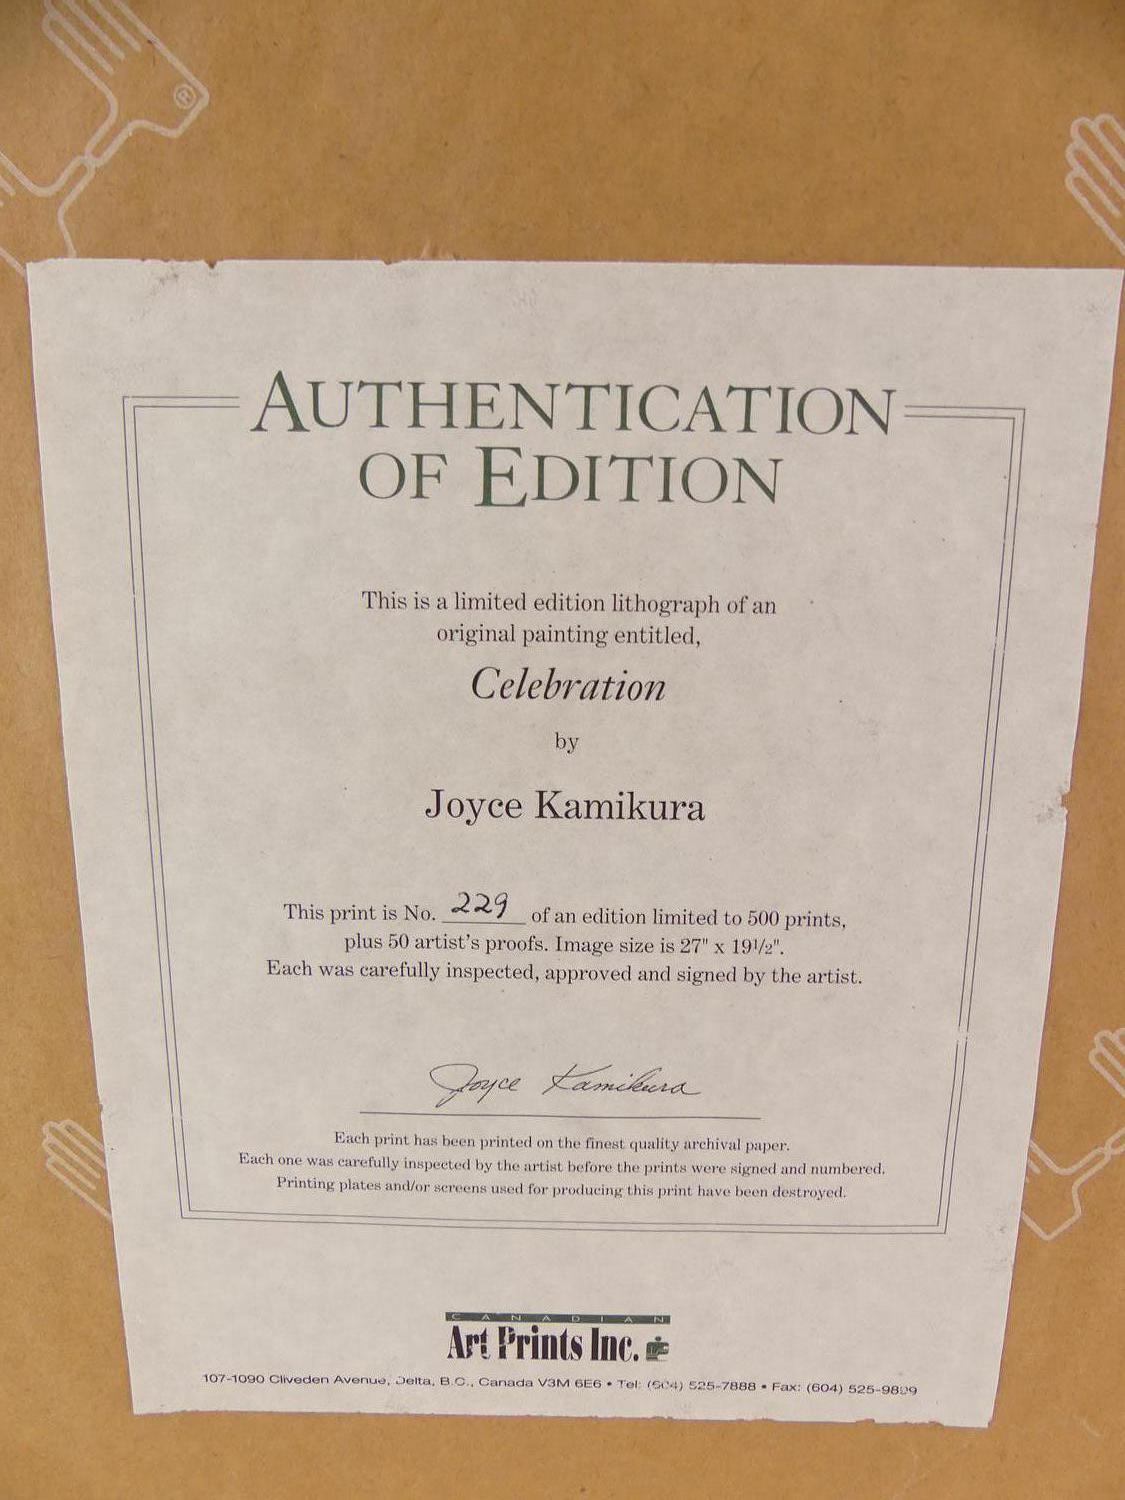 ®
AUTHENTICATION
OF EDITION
This is a limited edition lithograph of an
original painting entitled,
Celebration
by
Joyce Kamikura
This print is No. 229 of an edition limited to 500 prints,
plus 50 artist's proofs. Image size is 27" x 19 1/2".
Each was carefully inspected, approved and signed by the artist.
Joyce Kamikura
Each print has been printed on the finest quality archival paper.
Each one was carefully inspected by the artist before the prints were signed and numbered.
Printing plates and/or screens used for producing this print have been destroyed.
CANADIAN
Art Prints Inc.
107-1090 Cliveden Avenue, Delta, B.C., Canada V3M 6E6 • Tel: (604) 525-7888 • Fax: (604)